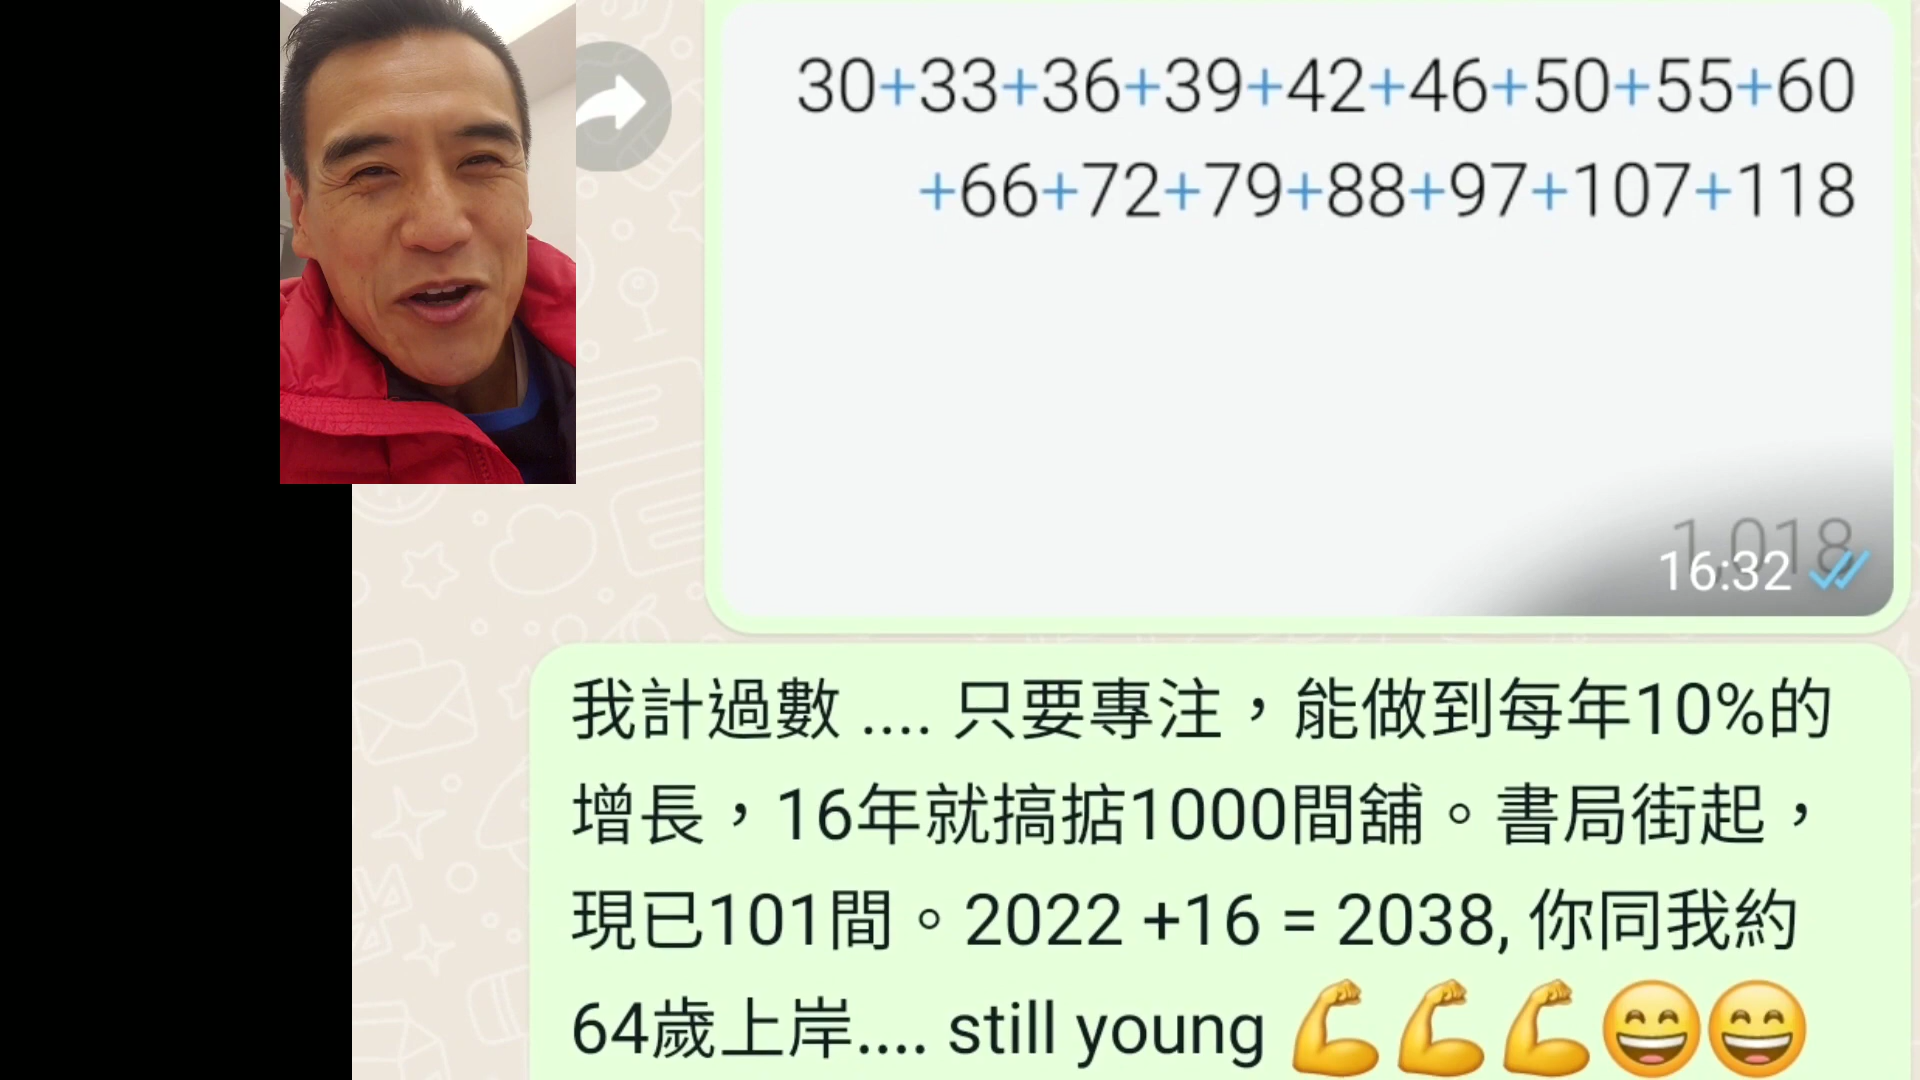 30+33+36+39+42+46+50+55+60
+66+72+79+88+97+107+118
1,018
16:32
我計過數 .... 只要專注，能做到每年10%的
增長，16年就搞掂1000間舖。書局街起，
現已101間。2022 +16 = 2038, 你同我約
64歲上岸.... still young 💪💪💪😄😄